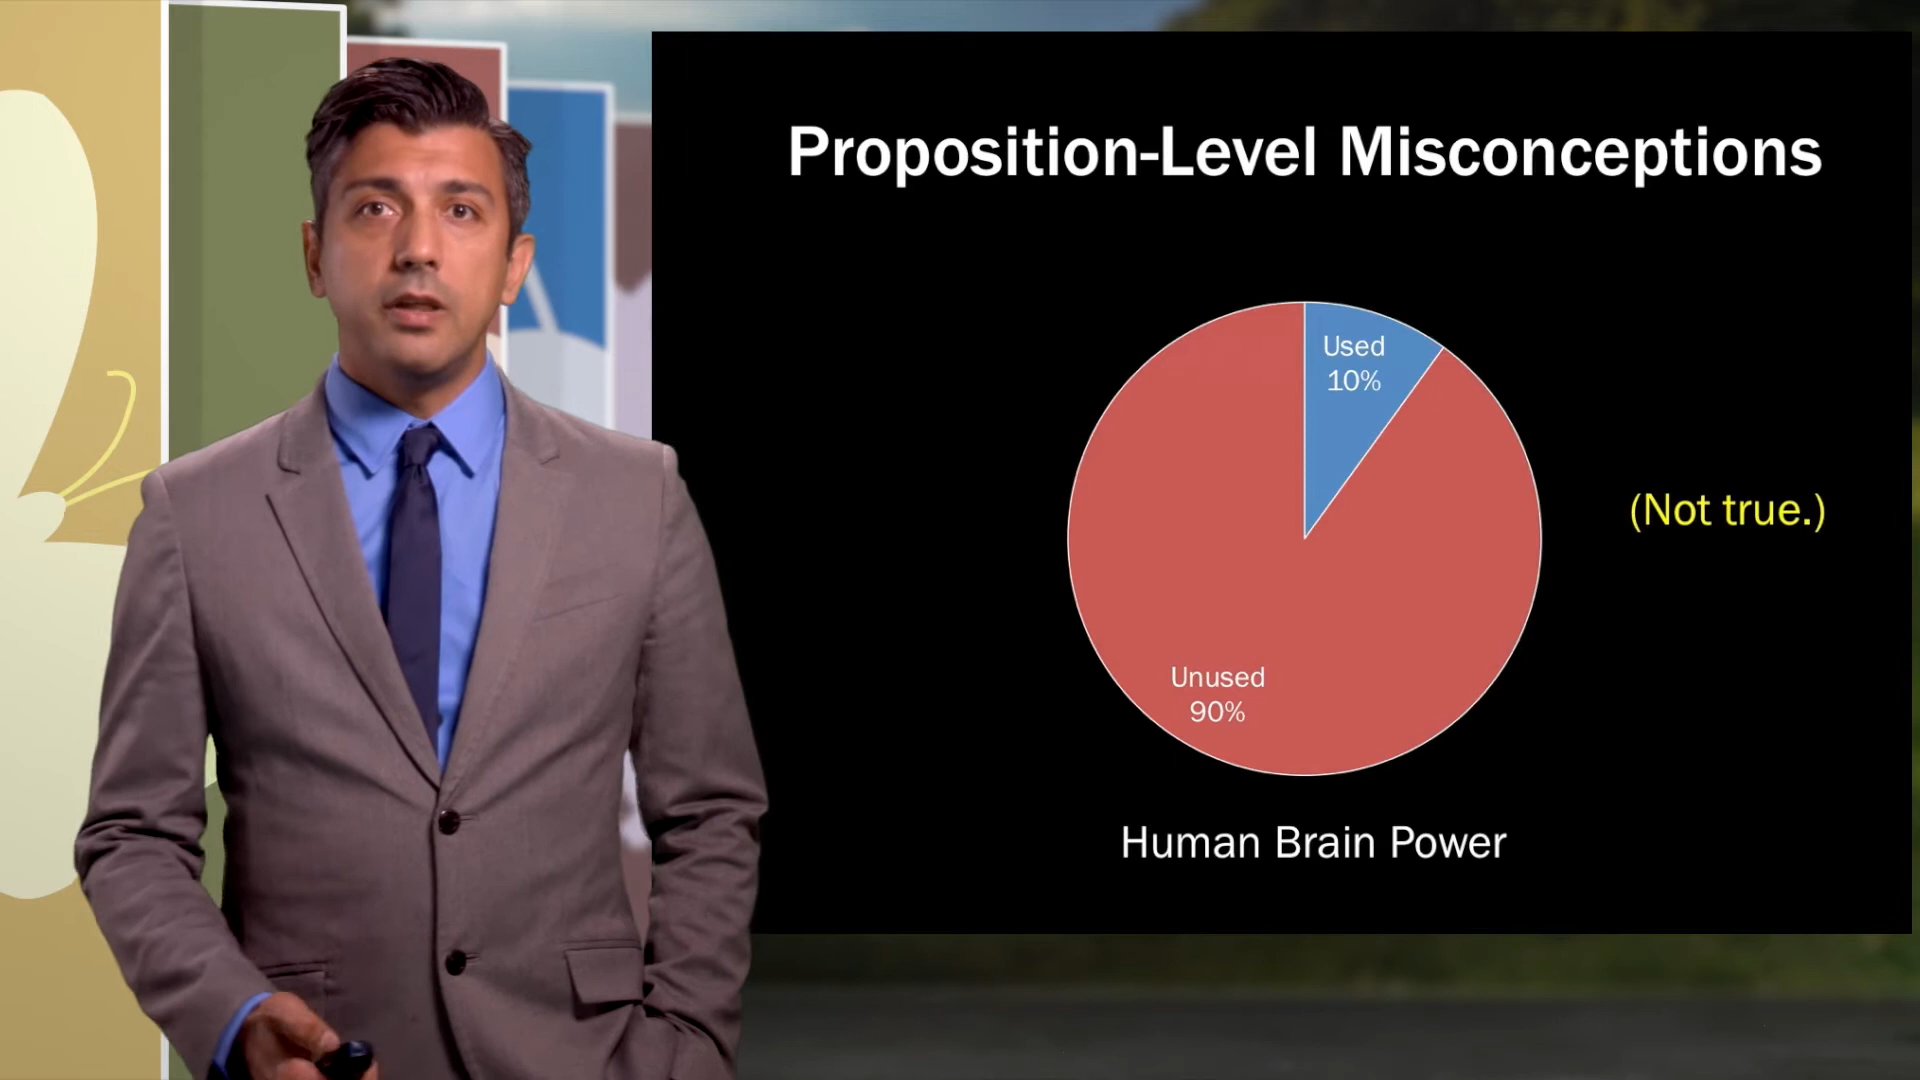 Proposition-Level Misconceptions
Used
10%
(Not true.)
Unused
90%
Human Brain Power